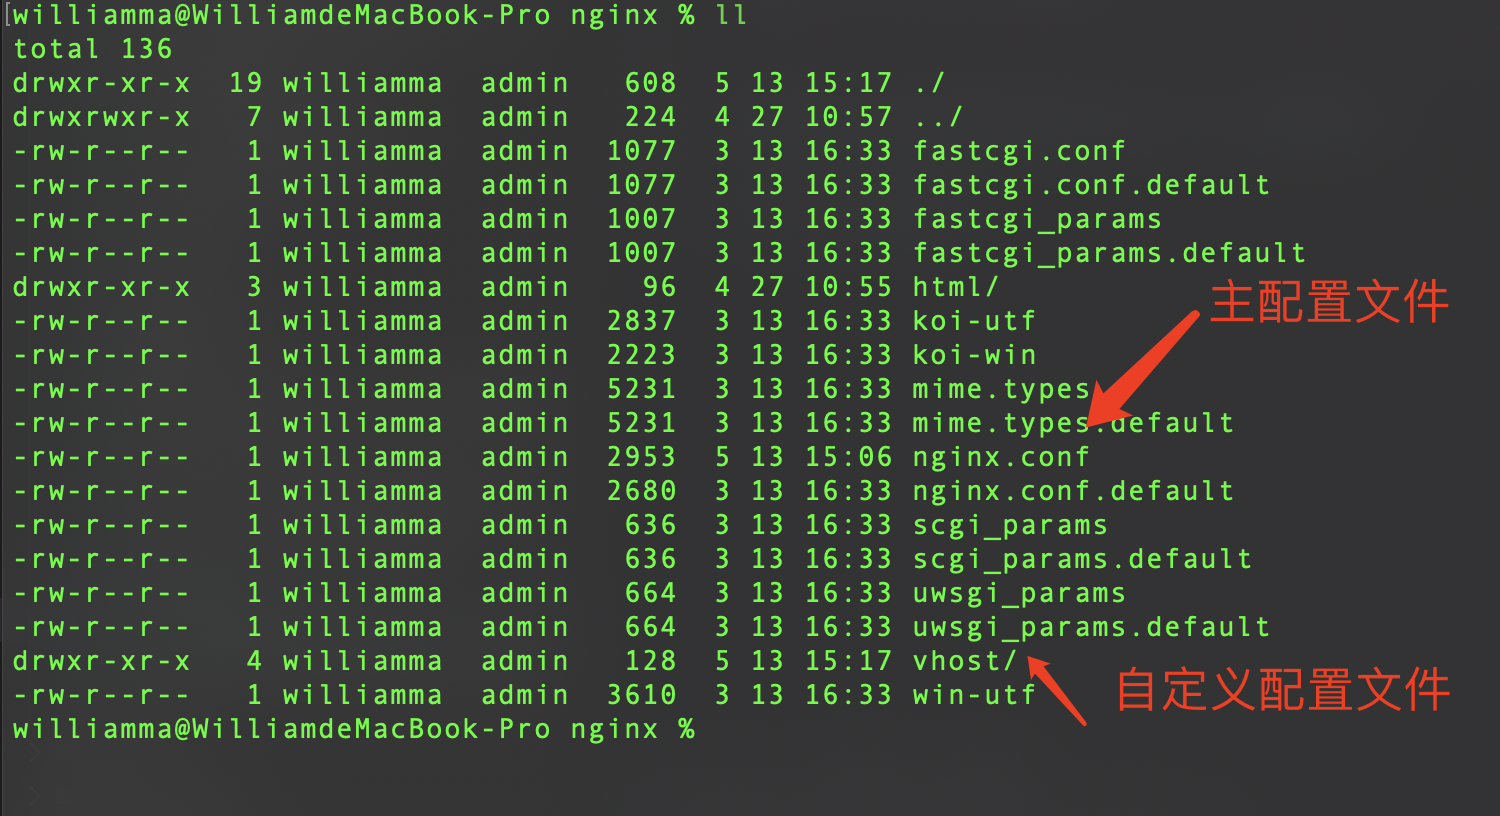 [williamma@WilliamdeMacBook-Pro nginx % ll
total 136
drwxr-xr-x  19 williamma  admin   608  5 13 15:17 ./
drwxrwxr-x   7 williamma  admin   224  4 27 10:57 ../
-rw-r--r--   1 williamma  admin  1077  3 13 16:33 fastcgi.conf
-rw-r--r--   1 williamma  admin  1077  3 13 16:33 fastcgi.conf.default
-rw-r--r--   1 williamma  admin  1007  3 13 16:33 fastcgi_params
-rw-r--r--   1 williamma  admin  1007  3 13 16:33 fastcgi_params.default
drwxr-xr-x   3 williamma  admin    96  4 27 10:55 html/
主配置文件
-rw-r--r--   1 williamma  admin  2837  3 13 16:33 koi-utf
-rw-r--r--   1 williamma  admin  2223  3 13 16:33 koi-win
-rw-r--r--   1 williamma  admin  5231  3 13 16:33 mime.types
-rw-r--r--   1 williamma  admin  5231  3 13 16:33 mime.types.default
-rw-r--r--   1 williamma  admin  2953  5 13 15:06 nginx.conf
-rw-r--r--   1 williamma  admin  2680  3 13 16:33 nginx.conf.default
-rw-r--r--   1 williamma  admin   636  3 13 16:33 scgi_params
-rw-r--r--   1 williamma  admin   636  3 13 16:33 scgi_params.default
-rw-r--r--   1 williamma  admin   664  3 13 16:33 uwsgi_params
-rw-r--r--   1 williamma  admin   664  3 13 16:33 uwsgi_params.default
drwxr-xr-x   4 williamma  admin   128  5 13 15:17 vhost/
自定义配置文件
-rw-r--r--   1 williamma  admin  3610  3 13 16:33 win-utf
williamma@WilliamdeMacBook-Pro nginx %